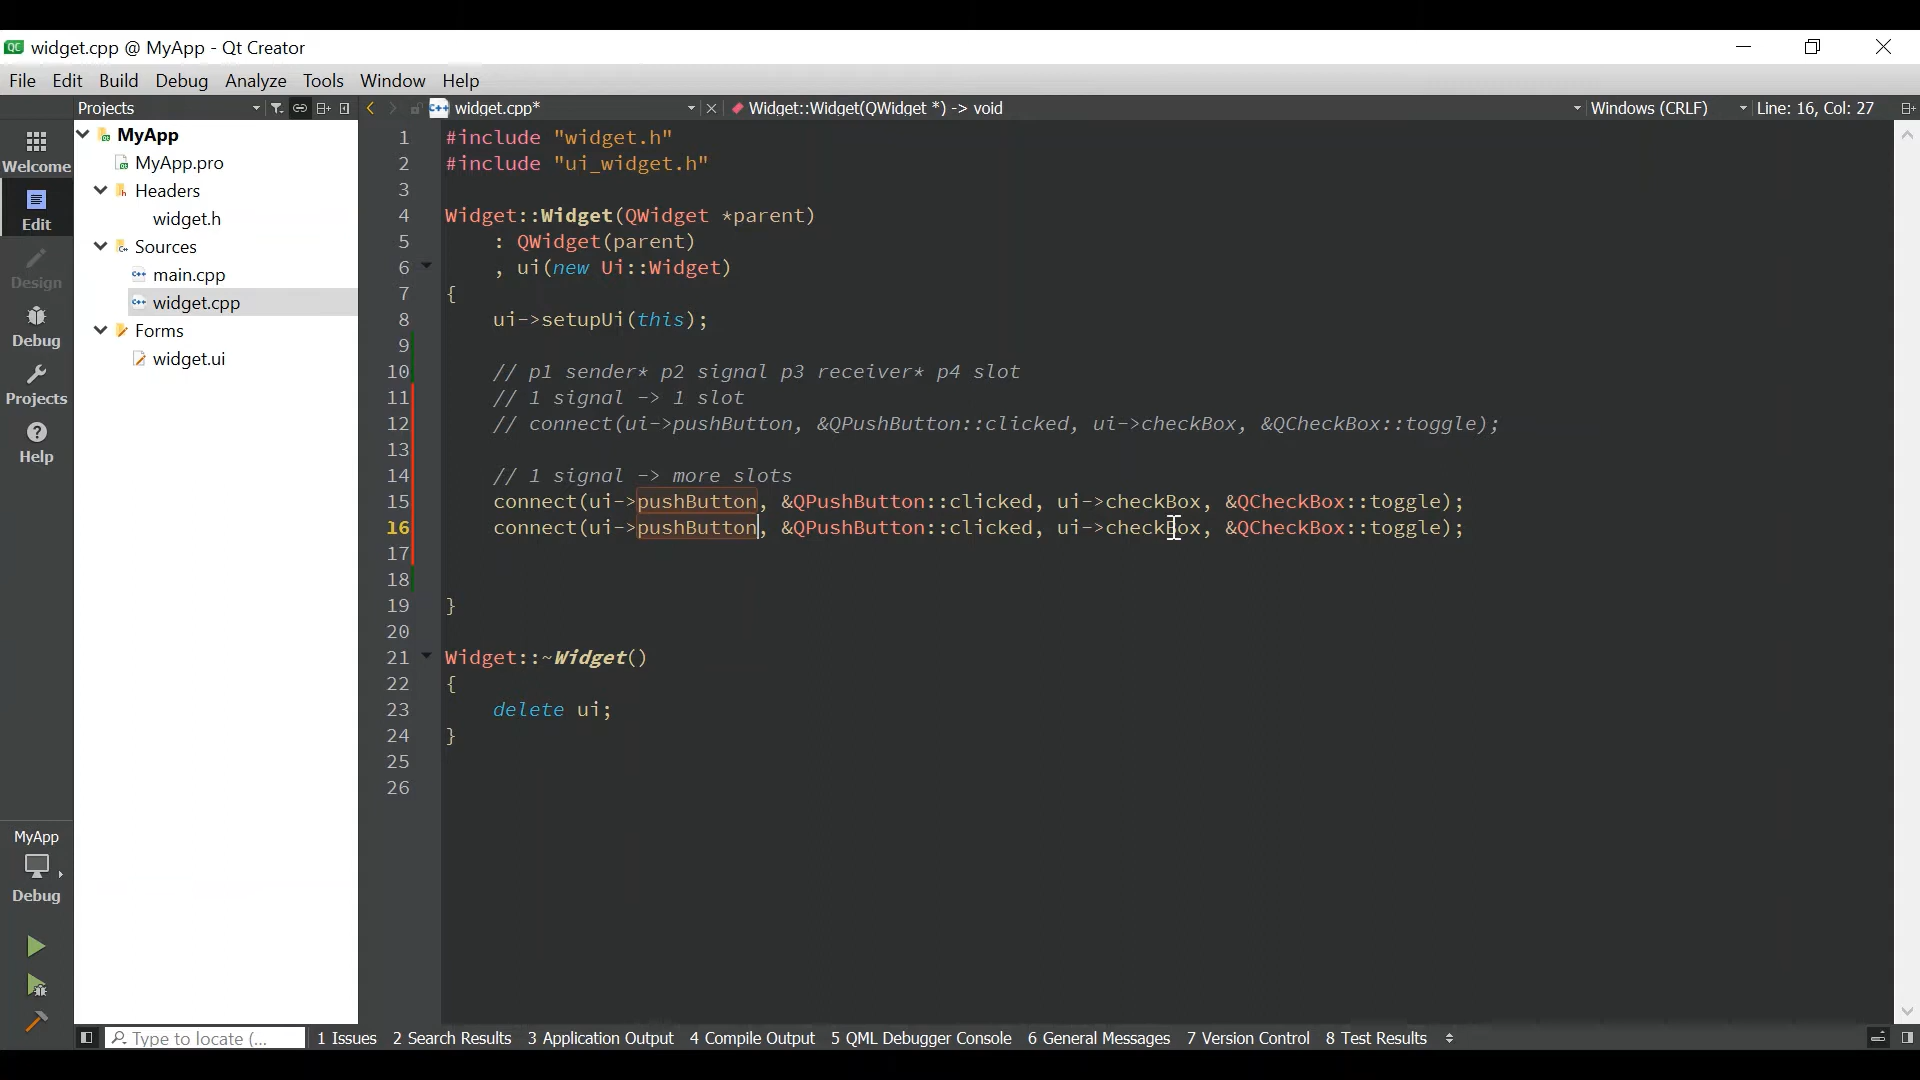 QC widget.cpp @ MyApp - Qt Creator
File Edit Build Debug Analyze Tools Window Help
Projects widget.cpp* Widget::Widget(QWidget *) -> void Windows (CRLF) Line: 16, Col: 27
Welcome
Edit
Design
Debug
Projects
Help
MyApp
Debug
MyApp
MyApp.pro
Headers
widget.h
Sources
main.cpp
widget.cpp
Forms
widget.ui
1 #include "widget.h"
2 #include "ui_widget.h"
3
4 Widget::Widget(QWidget *parent)
5     : QWidget(parent)
6     , ui(new Ui::Widget)
7 {
8     ui->setupUi(this);
9
10     // p1 sender* p2 signal p3 receiver* p4 slot
11     // 1 signal -> 1 slot
12     // connect(ui->pushButton, &QPushButton::clicked, ui->checkBox, &QCheckBox::toggle);
13
14     // 1 signal -> more slots
15     connect(ui->pushButton, &QPushButton::clicked, ui->checkBox, &QCheckBox::toggle);
16     connect(ui->pushButton, &QPushButton::clicked, ui->checkBox, &QCheckBox::toggle);
17
18
19 }
20
21 Widget::~Widget()
22 {
23     delete ui;
24 }
25
26
Type to locate (... 1 Issues 2 Search Results 3 Application Output 4 Compile Output 5 QML Debugger Console 6 General Messages 7 Version Control 8 Test Results